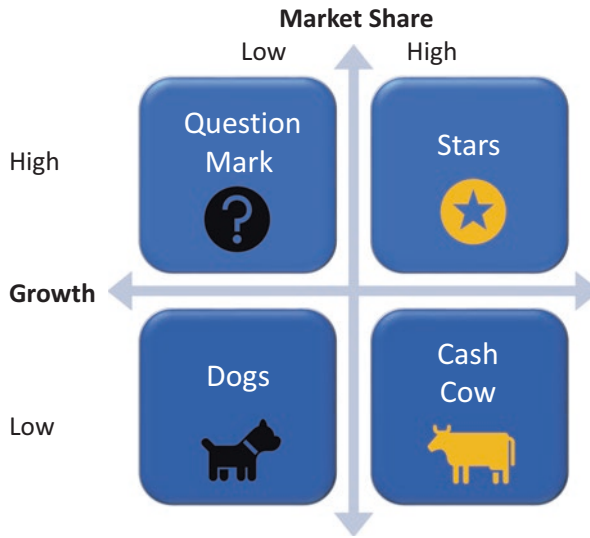 Market Share
Low High
Question
Mark
?
Stars
High
Growth
Dogs
Cash
Cow
Low